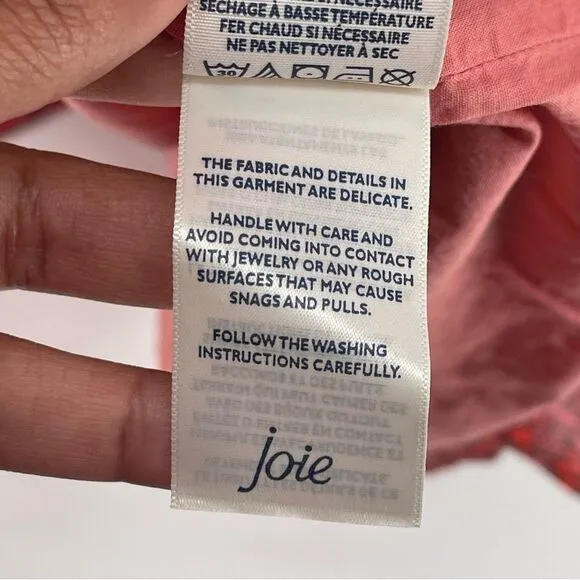 SÉCHAGE À BASSE TEMPÉRATURE
FER CHAUD SI NÉCESSAIRE
NE PAS NETTOYER À SEC
30
THE FABRIC AND DETAILS IN
THIS GARMENT ARE DELICATE.
HANDLE WITH CARE AND
AVOID COMING INTO CONTACT
WITH JEWELRY OR ANY ROUGH
SURFACES THAT MAY CAUSE
SNAGS AND PULLS.
FOLLOW THE WASHING
INSTRUCTIONS CAREFULLY.
joie